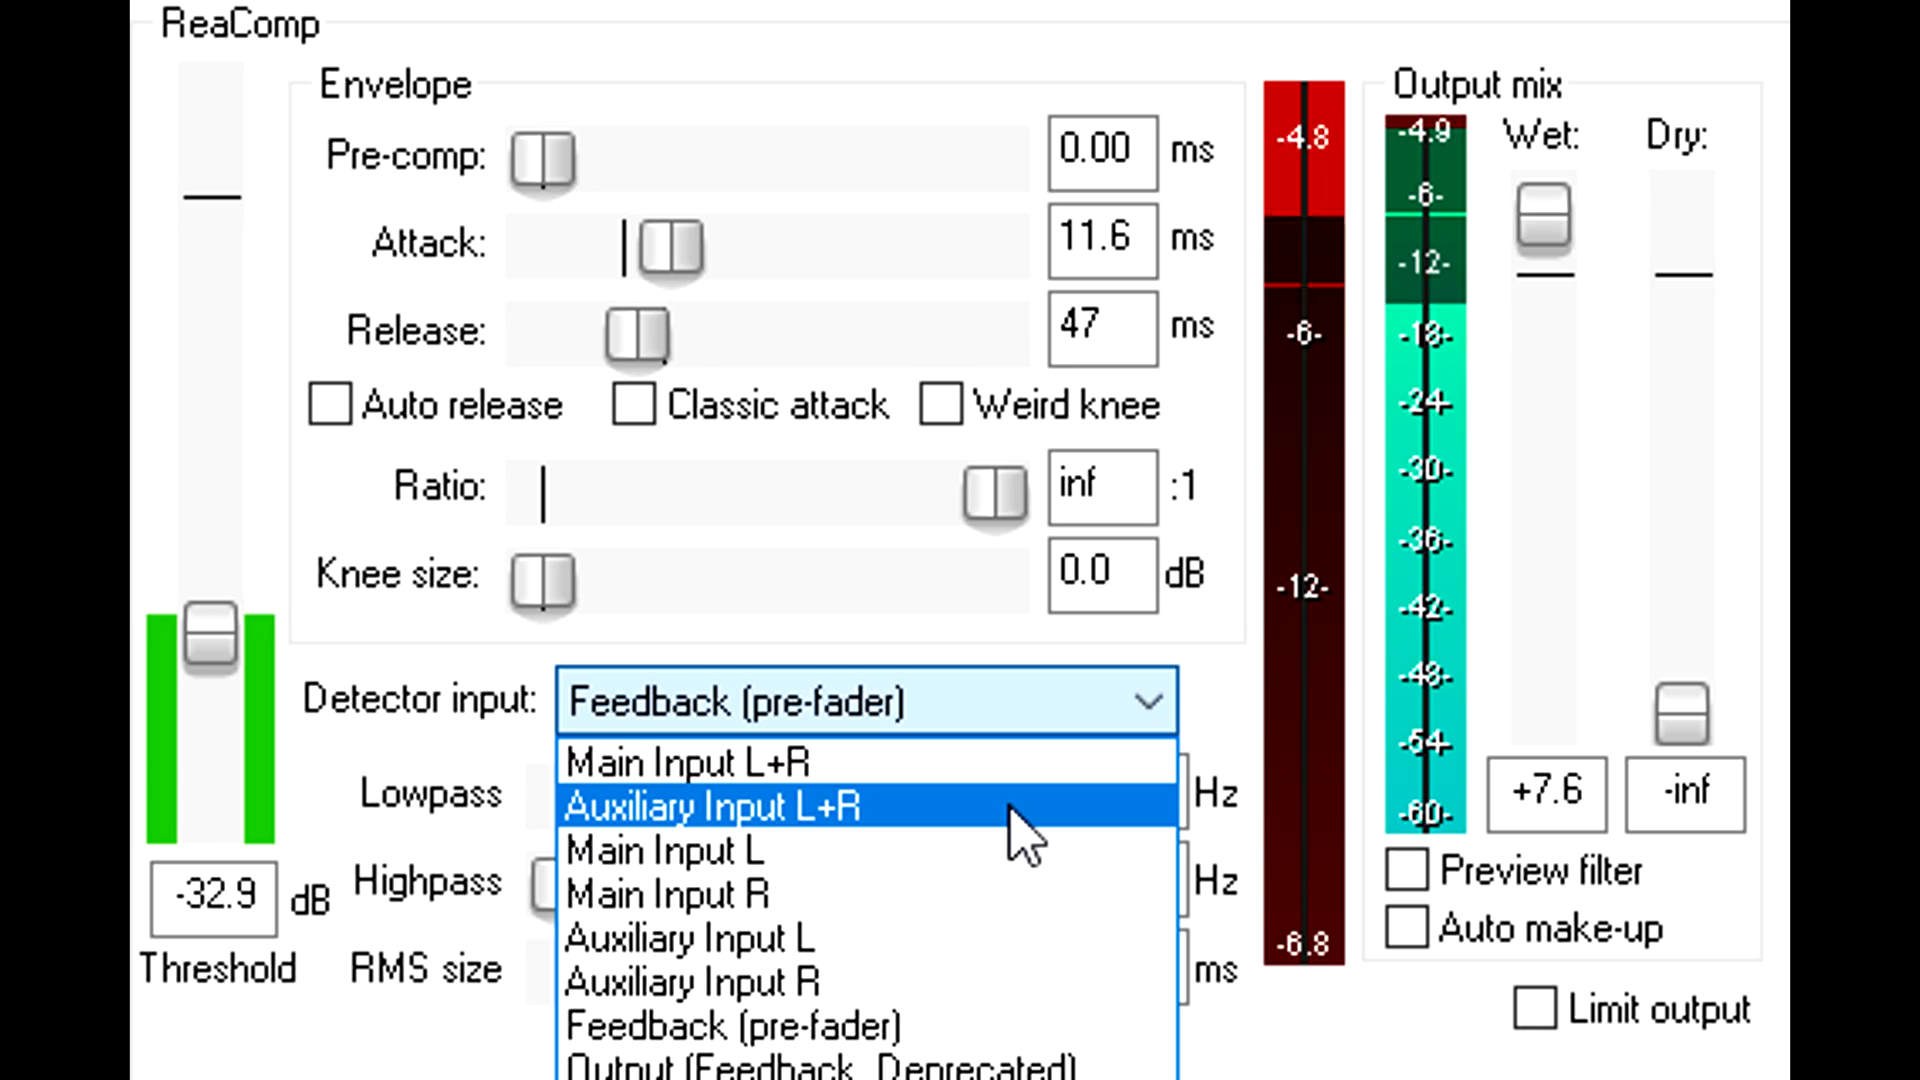 ReaComp
Envelope
Pre-comp: 0.00 ms
Attack: 11.6 ms
Release: 47 ms
Auto release Classic attack Weird knee
Ratio: inf :1
Knee size: 0.0 dB
Detector input: Feedback (pre-fader)
Main Input L+R
Auxiliary Input L+R
Main Input L
Main Input R
Auxiliary Input L
Auxiliary Input R
Feedback (pre-fader)
Output (Feedback, Deprecated)
Lowpass Hz
Highpass Hz
RMS size ms
-32.9 dB
Threshold
-4.8
-6-
-12-
-6.8
Output mix
Wet: Dry:
-4.9
-6-
-12-
-18-
-24-
-30-
-36-
-42-
-48-
-54-
-60-
+7.6 -inf
Preview filter
Auto make-up
Limit output